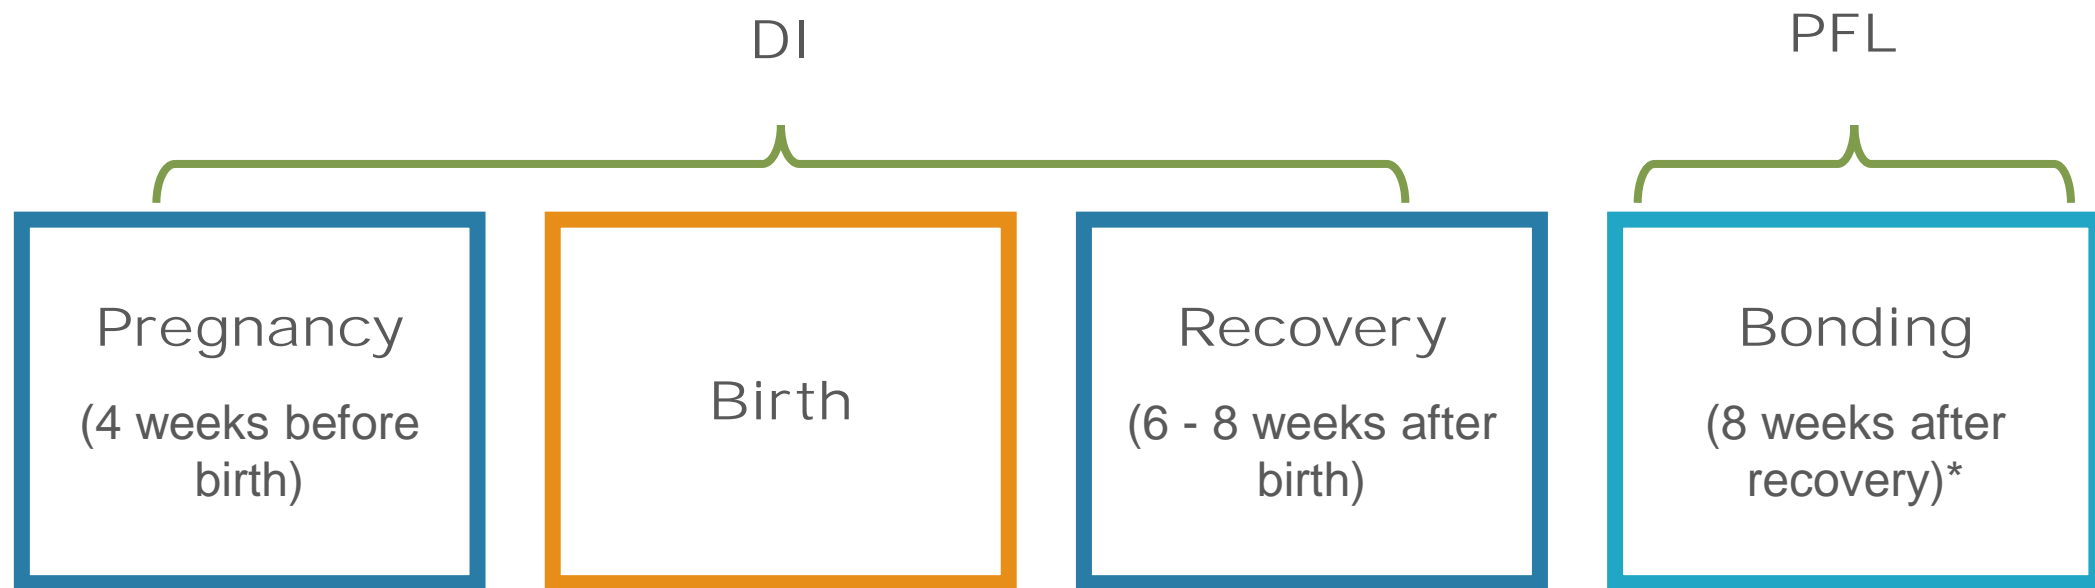 DI
PFL
Pregnancy
(4 weeks before
birth)
Birth
Recovery
(6 - 8 weeks after
birth)
Bonding
(8 weeks after
recovery)*